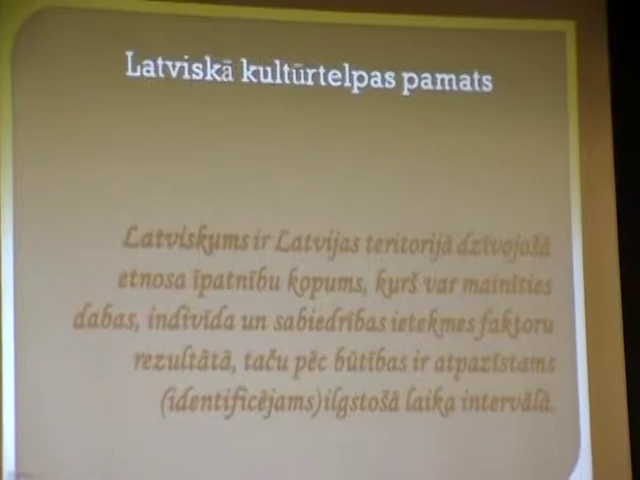 Latviskā kultūrtelpas pamats
Latviskums ir Latvijas teritorijā dzīvojošā
etnosa īpatnību kopums, kurš var mainīties
dabas, indivīda un sabiedrības ietekmes faktoru
rezultātā, taču pēc būtības ir atpazīstams
(identificējams) ilgstošā laika intervālā.